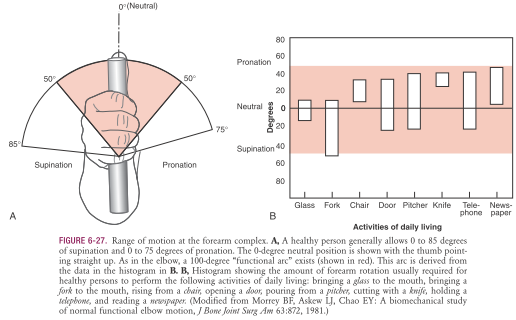 0° (Neutral)
50°
50°
85°
75°
Supination
Pronation
A
80
60
Pronation
40
20
Neutral
0
Degrees
20
Supination
40
60
80
Glass
Fork
Chair
Door
Pitcher
Knife
Tele-
phone
News-
paper
B
Activities of daily living
FIGURE 6-27. Range of motion at the forearm complex. A, A healthy person generally allows 0 to 85 degrees
of supination and 0 to 75 degrees of pronation. The 0-degree neutral position is shown with the thumb point-
ing straight up. As in the elbow, a 100-degree "functional arc" exists (shown in red). This arc is derived from
the data in the histogram in B. B, Histogram showing the amount of forearm rotation usually required for
healthy persons to perform the following activities of daily living: bringing a glass to the mouth, bringing a
fork to the mouth, rising from a chair, opening a door, pouring from a pitcher, cutting with a knife, holding a
telephone, and reading a newspaper. (Modified from Morrey BF, Askew LJ, Chao EY: A biomechanical study
of normal functional elbow motion, J Bone Joint Surg Am 63:872, 1981.)